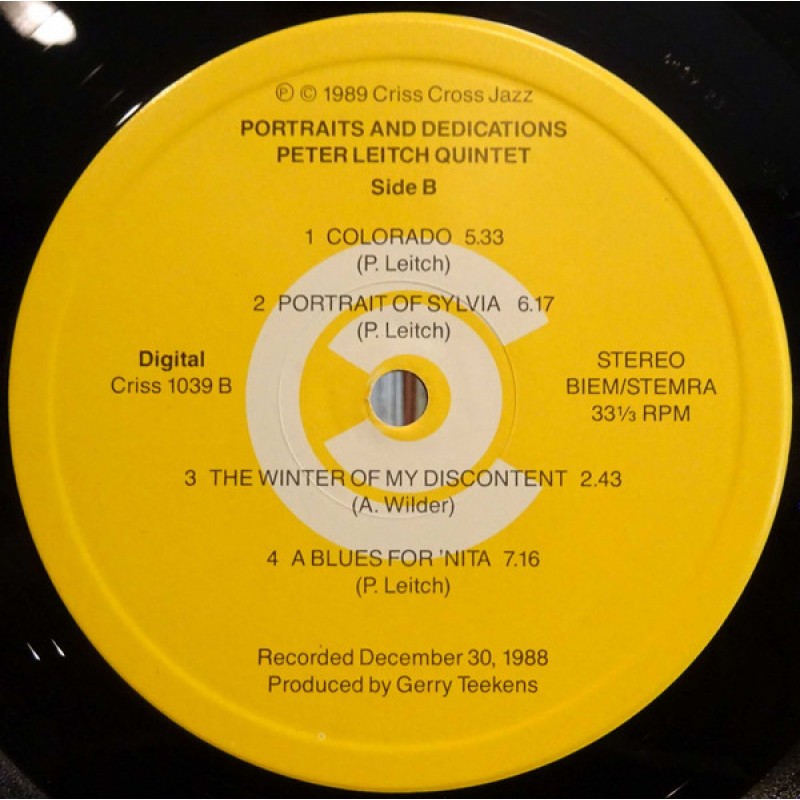 ℗ © 1989 Criss Cross Jazz
PORTRAITS AND DEDICATIONS
PETER LEITCH QUINTET
Side B
1 COLORADO 5.33
(P. Leitch)
2 PORTRAIT OF SYLVIA 6.17
(P. Leitch)
Digital
Criss 1039 B
STEREO
BIEM/STEMRA
33⅓ RPM
3 THE WINTER OF MY DISCONTENT 2.43
(A. Wilder)
4 A BLUES FOR 'NITA 7.16
(P. Leitch)
Recorded December 30, 1988
Produced by Gerry Teekens